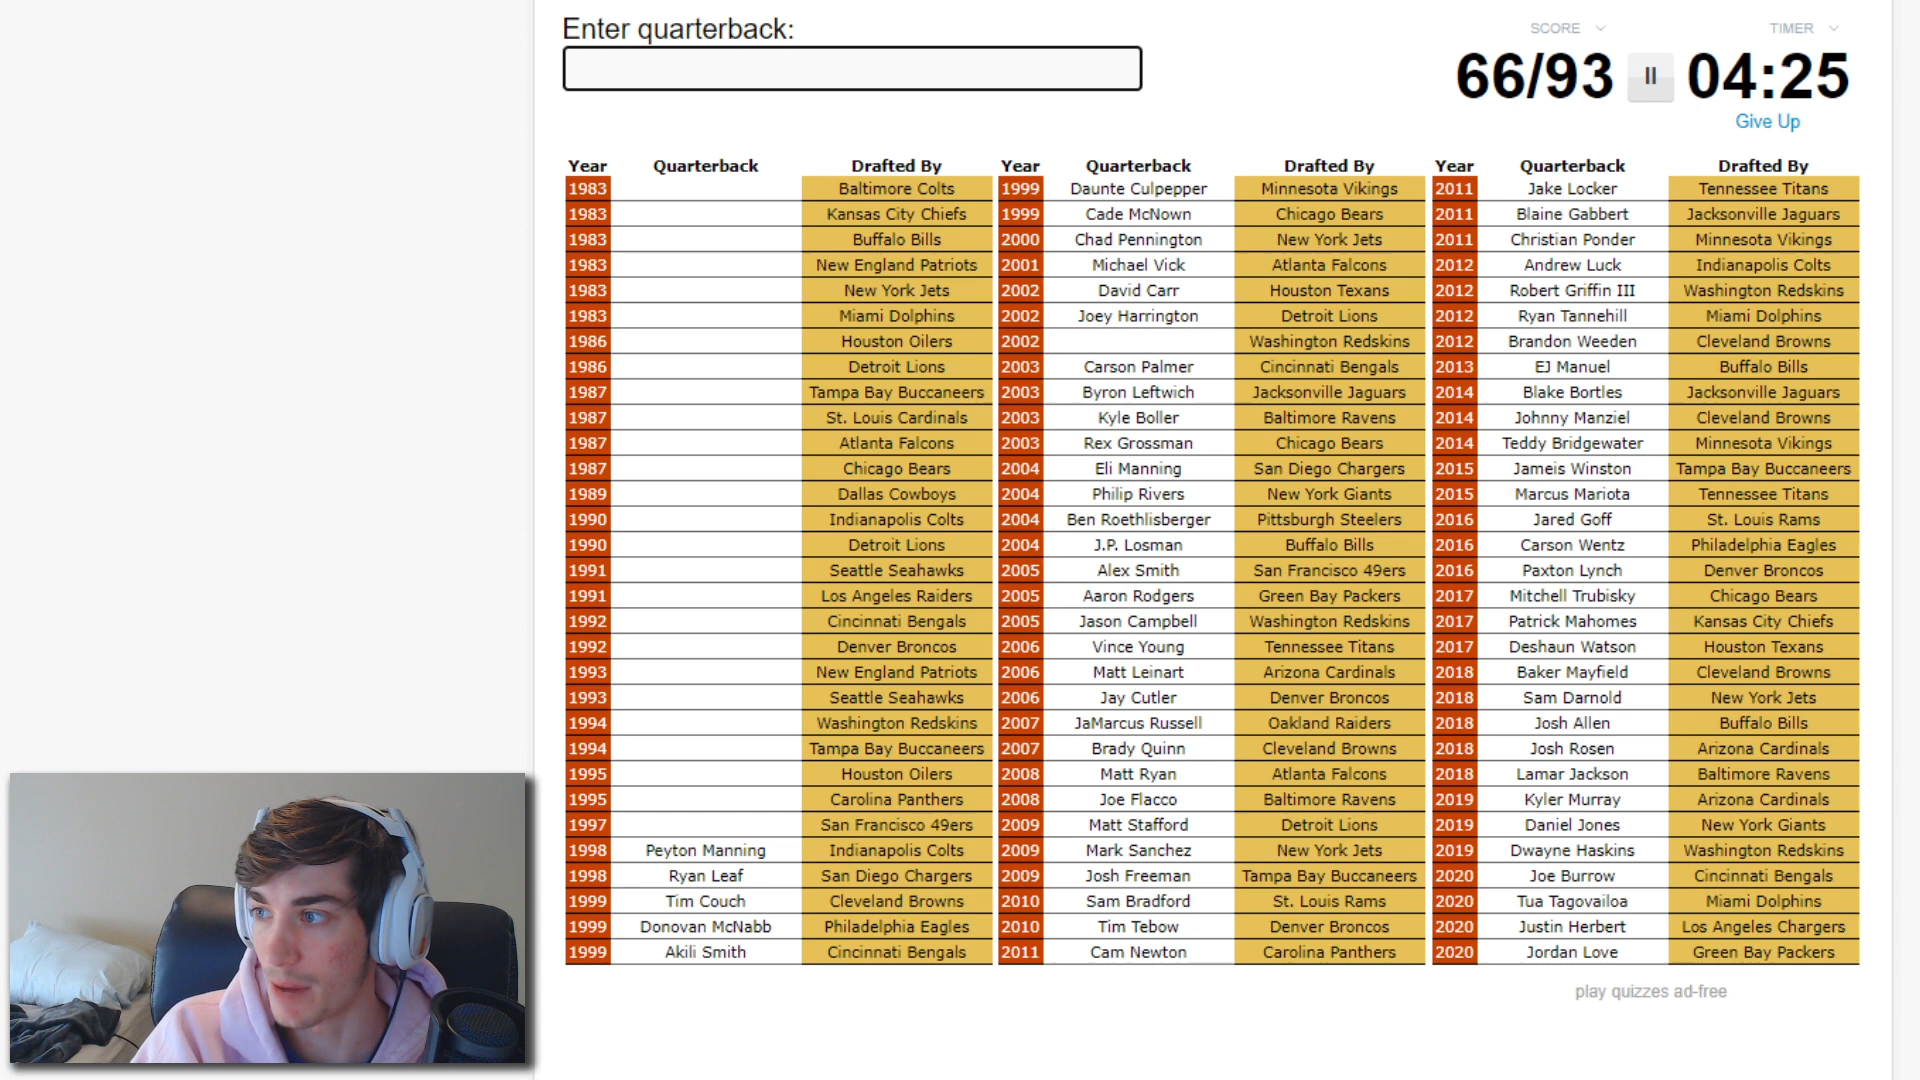 Enter quarterback:
SCORE
TIMER
66/93
04:25
Give Up
Year Quarterback Drafted By Year Quarterback Drafted By Year Quarterback Drafted By
1983 Baltimore Colts 1999 Daunte Culpepper Minnesota Vikings 2011 Jake Locker Tennessee Titans
1983 Kansas City Chiefs 1999 Cade McNown Chicago Bears 2011 Blaine Gabbert Jacksonville Jaguars
1983 Buffalo Bills 2000 Chad Pennington New York Jets 2011 Christian Ponder Minnesota Vikings
1983 New England Patriots 2001 Michael Vick Atlanta Falcons 2012 Andrew Luck Indianapolis Colts
1983 New York Jets 2002 David Carr Houston Texans 2012 Robert Griffin III Washington Redskins
1983 Miami Dolphins 2002 Joey Harrington Detroit Lions 2012 Ryan Tannehill Miami Dolphins
1986 Houston Oilers 2002 Washington Redskins 2012 Brandon Weeden Cleveland Browns
1986 Detroit Lions 2003 Carson Palmer Cincinnati Bengals 2013 EJ Manuel Buffalo Bills
1987 Tampa Bay Buccaneers 2003 Byron Leftwich Jacksonville Jaguars 2014 Blake Bortles Jacksonville Jaguars
1987 St. Louis Cardinals 2003 Kyle Boller Baltimore Ravens 2014 Johnny Manziel Cleveland Browns
1987 Atlanta Falcons 2003 Rex Grossman Chicago Bears 2014 Teddy Bridgewater Minnesota Vikings
1987 Chicago Bears 2004 Eli Manning San Diego Chargers 2015 Jameis Winston Tampa Bay Buccaneers
1989 Dallas Cowboys 2004 Philip Rivers New York Giants 2015 Marcus Mariota Tennessee Titans
1990 Indianapolis Colts 2004 Ben Roethlisberger Pittsburgh Steelers 2016 Jared Goff St. Louis Rams
1990 Detroit Lions 2004 J.P. Losman Buffalo Bills 2016 Carson Wentz Philadelphia Eagles
1991 Seattle Seahawks 2005 Alex Smith San Francisco 49ers 2016 Paxton Lynch Denver Broncos
1991 Los Angeles Raiders 2005 Aaron Rodgers Green Bay Packers 2017 Mitchell Trubisky Chicago Bears
1992 Cincinnati Bengals 2005 Jason Campbell Washington Redskins 2017 Patrick Mahomes Kansas City Chiefs
1992 Denver Broncos 2006 Vince Young Tennessee Titans 2017 Deshaun Watson Houston Texans
1993 New England Patriots 2006 Matt Leinart Arizona Cardinals 2018 Baker Mayfield Cleveland Browns
1993 Seattle Seahawks 2006 Jay Cutler Denver Broncos 2018 Sam Darnold New York Jets
1994 Washington Redskins 2007 JaMarcus Russell Oakland Raiders 2018 Josh Allen Buffalo Bills
1994 Tampa Bay Buccaneers 2007 Brady Quinn Cleveland Browns 2018 Josh Rosen Arizona Cardinals
1995 Houston Oilers 2008 Matt Ryan Atlanta Falcons 2018 Lamar Jackson Baltimore Ravens
1995 Carolina Panthers 2008 Joe Flacco Baltimore Ravens 2019 Kyler Murray Arizona Cardinals
1997 San Francisco 49ers 2009 Matt Stafford Detroit Lions 2019 Daniel Jones New York Giants
1998 Peyton Manning Indianapolis Colts 2009 Mark Sanchez New York Jets 2019 Dwayne Haskins Washington Redskins
1998 Ryan Leaf San Diego Chargers 2009 Josh Freeman Tampa Bay Buccaneers 2020 Joe Burrow Cincinnati Bengals
1999 Tim Couch Cleveland Browns 2010 Sam Bradford St. Louis Rams 2020 Tua Tagovailoa Miami Dolphins
1999 Donovan McNabb Philadelphia Eagles 2010 Tim Tebow Denver Broncos 2020 Justin Herbert Los Angeles Chargers
1999 Akili Smith Cincinnati Bengals 2011 Cam Newton Carolina Panthers 2020 Jordan Love Green Bay Packers
play quizzes ad-free